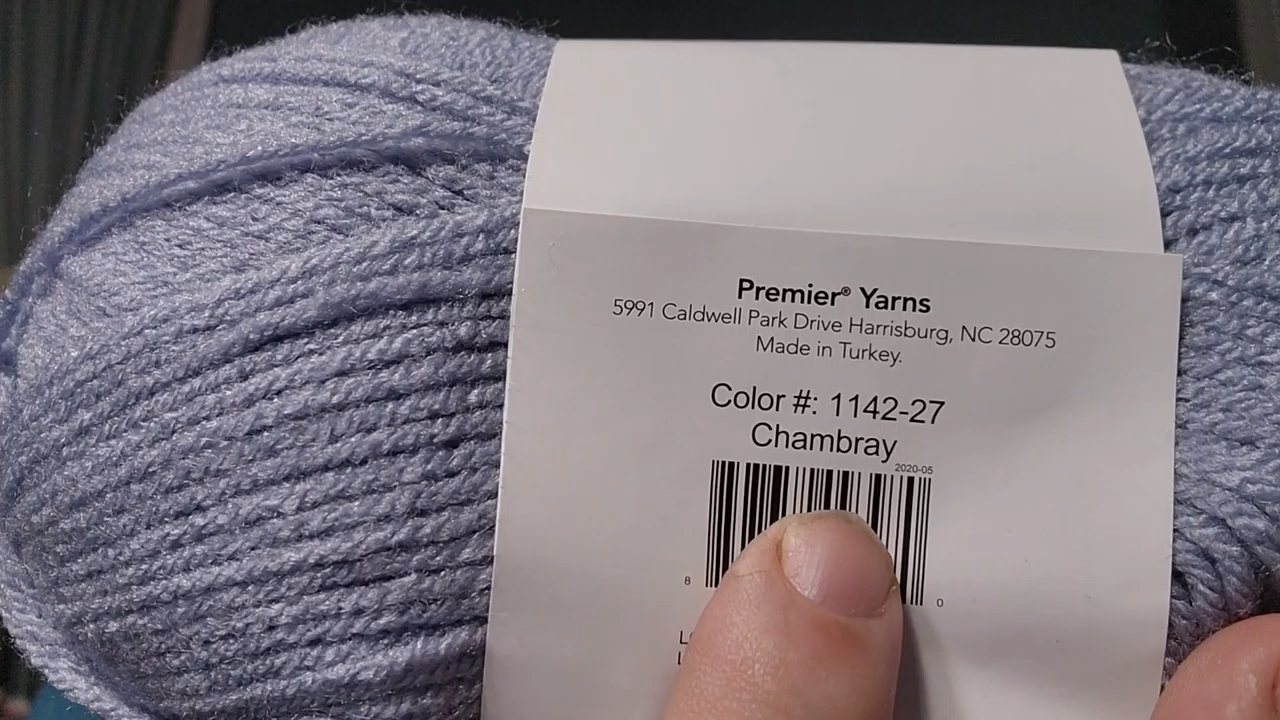 Premier® Yarns
5991 Caldwell Park Drive Harrisburg, NC 28075
Made in Turkey.
Color #: 1142-27
Chambray
2020-05
8 0